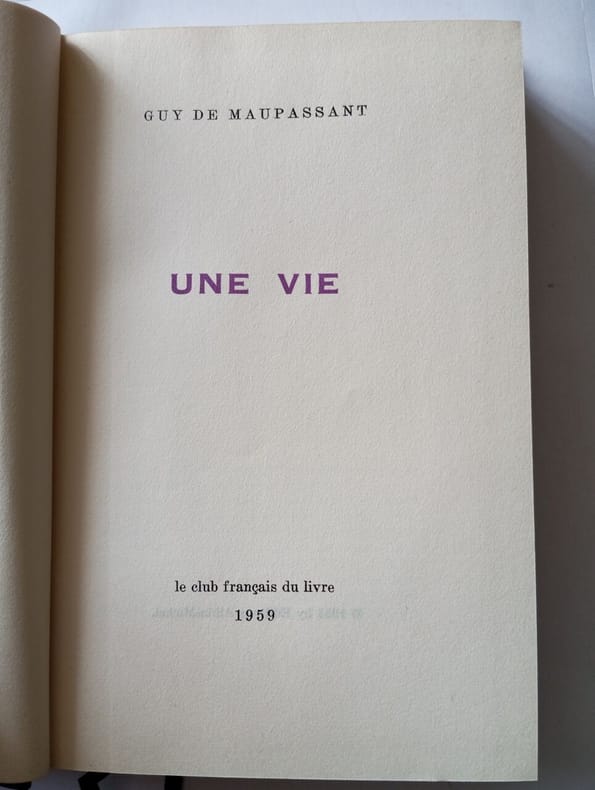 GUY DE MAUPASSANT
UNE VIE
le club français du livre
1959